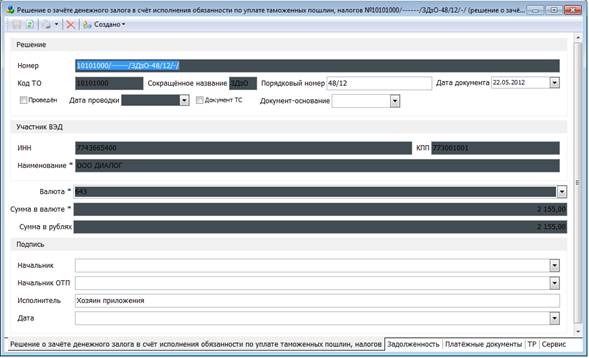 Решение о зачёте денежного залога в счёт исполнения обязанности по уплате таможенных пошлин, налогов №10101000/-------/ЗДзО-48/12/-/ (решение о зачё...
Создано
Решение
Номер 10101000/-------/ЗДзО-48/12/-/
Код ТО 10101000 Сокращённое название ЗДзО Порядковый номер 48/12 Дата документа 22.05.2012
Проведён Дата проводки Документ ТС Документ-основание
Участник ВЭД
ИНН 7743665400 КПП 773001001
Наименование * ООО ДИАЛОГ
Валюта * 643
Сумма в валюте * 2 155,00
Сумма в рублях 2 155,00
Подпись
Начальник
Начальник ОТП
Исполнитель Хозяин приложения
Дата
Решение о зачёте денежного залога в счёт исполнения обязанности по уплате таможенных пошлин, налогов Задолженность Платёжные документы ТР Сервис